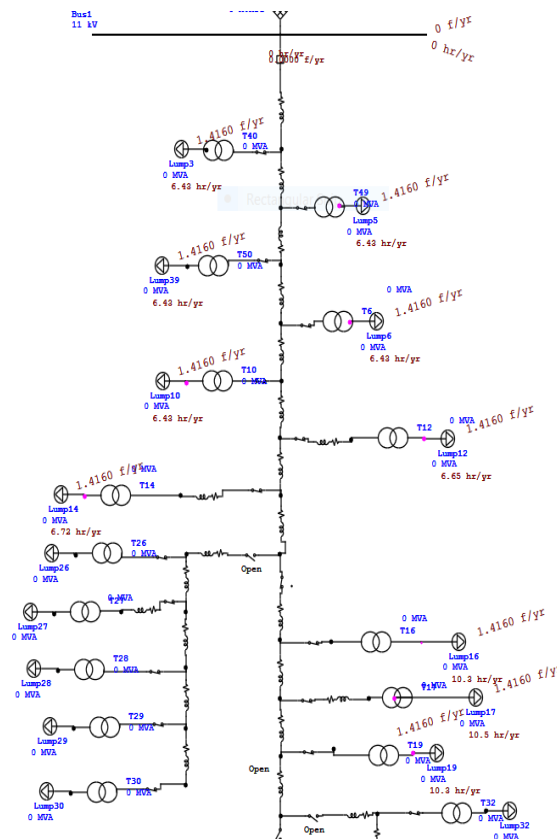 Bus1
11 kV
0 f/yr
0 hr/yr
0 hr/yr
1.4160 f/yr
T40
0 MVA
Lump3
0 MVA
6.43 hr/yr
Rectangular
T49
0 MVA
1.4160 f/yr
Lump5
0 MVA
6.43 hr/yr
1.4160 f/yr
T50
0 MVA
Lump39
0 MVA
6.43 hr/yr
0 MVA
1.4160 f/yr
T6
0 MVA
Lump6
0 MVA
6.43 hr/yr
1.4160 f/yr
T10
0 MVA
Lump10
0 MVA
6.43 hr/yr
0 MVA
1.4160 f/yr
T12
Lump12
0 MVA
6.65 hr/yr
1.4160 f/yr
0 MVA
T14
Lump14
0 MVA
6.72 hr/yr
T26
0 MVA
Lump26
0 MVA
Open
0 MVA
T27
Lump27
0 MVA
0 MVA
T16
1.4160 f/yr
Lump16
0 MVA
10.3 hr/yr
T28
0 MVA
Lump28
0 MVA
0 MVA
1.4160 f/y
Lump17
0 MVA
10.5 hr/yr
T29
0 MVA
Lump29
0 MVA
1.4160 f/yr
T19
0 MVA
Lump19
0 MVA
10.3 hr/yr
Open
T30
0 MVA
Lump30
0 MVA
T32
0 MVA
Lump32
0 MVA
Open